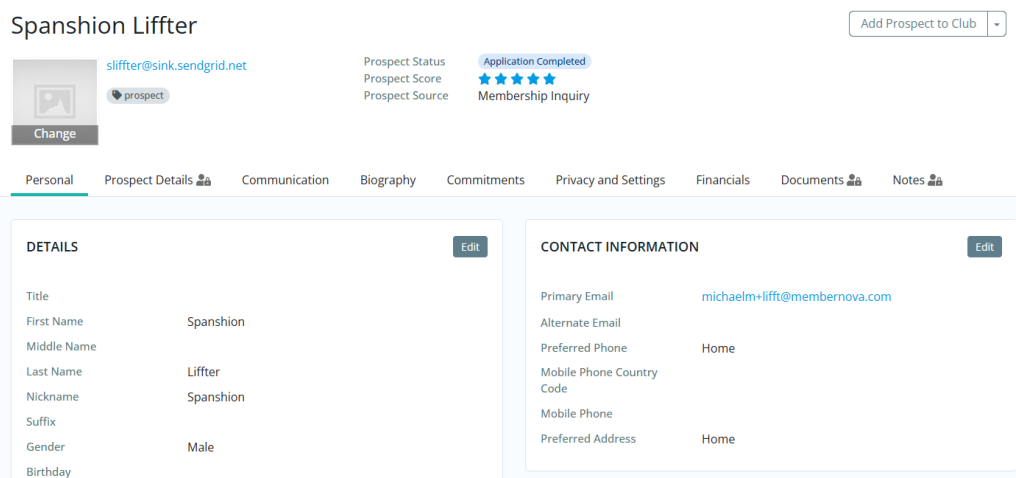 Spanshion Liffter
Add Prospect to Club
sliffter@sink.sendgrid.net
prospect
Change
Prospect Status Application Completed
Prospect Score
Prospect Source Membership Inquiry
Personal Prospect Details Communication Biography Commitments Privacy and Settings Financials Documents Notes
DETAILS Edit
Title
First Name Spanshion
Middle Name
Last Name Liffter
Nickname Spanshion
Suffix
Gender Male
Birthday
CONTACT INFORMATION Edit
Primary Email michaelm+lifft@membernova.com
Alternate Email
Preferred Phone Home
Mobile Phone Country
Code
Mobile Phone
Preferred Address Home